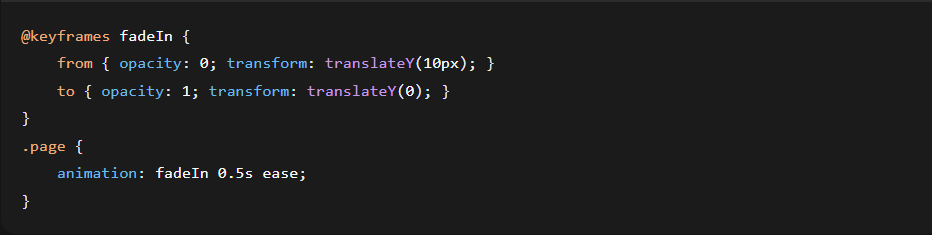 @keyframes fadeIn {
    from { opacity: 0; transform: translateY(10px); }
    to { opacity: 1; transform: translateY(0); }
}
.page {
    animation: fadeIn 0.5s ease;
}